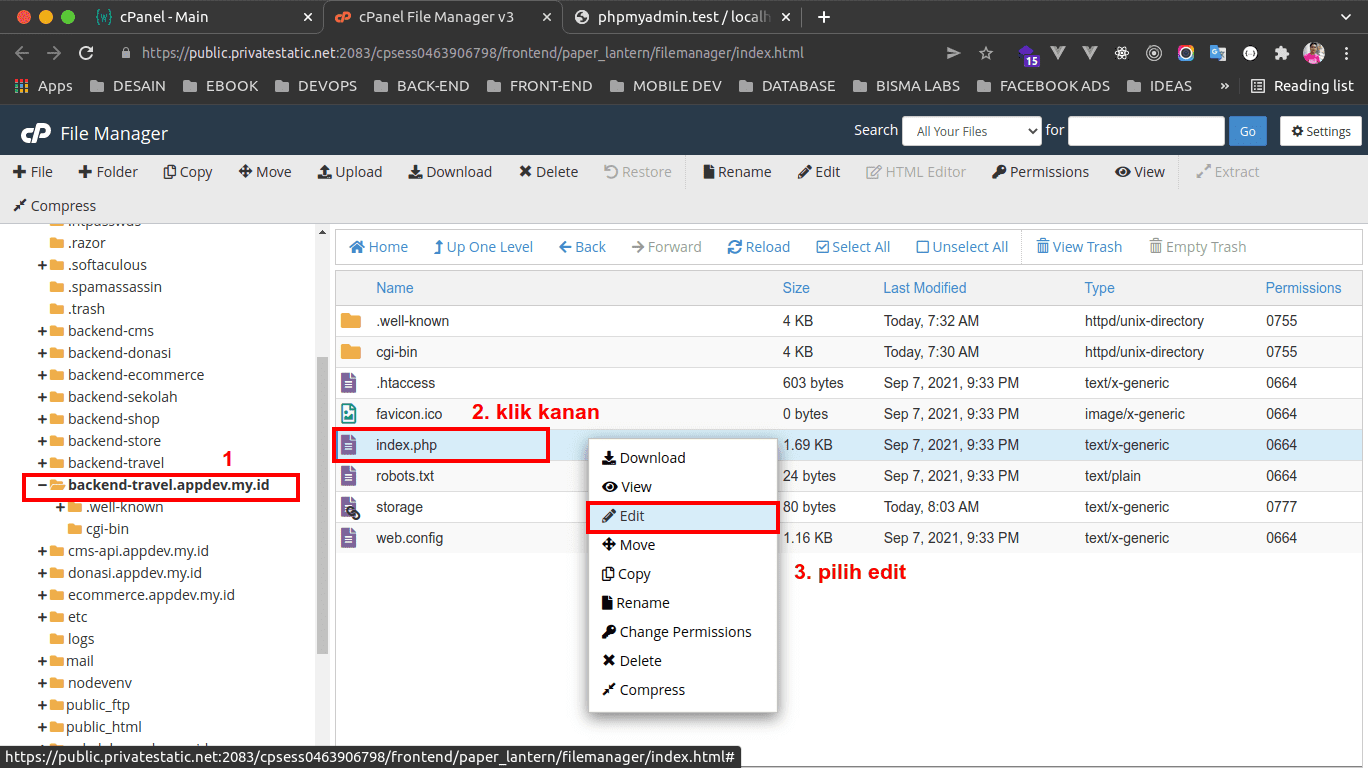 cPanel - Main
cPanel File Manager v3
phpmyadmin.test / localh
https://public.privatestatic.net:2083/cpsess0463906798/frontend/paper_lantern/filemanager/index.html
15
Apps DESAIN EBOOK DEVOPS BACK-END FRONT-END MOBILE DEV DATABASE BISMA LABS FACEBOOK ADS IDEAS » Reading list
cP File Manager
Search All Your Files for Go Settings
File Folder Copy Move Upload Download Delete Restore Rename Edit HTML Editor Permissions View Extract
Compress
.razor
.softaculous
.spamassassin
.trash
backend-cms
backend-donasi
backend-ecommerce
backend-sekolah
backend-shop
backend-store
backend-travel
1
backend-travel.appdev.my.id
.well-known
cgi-bin
cms-api.appdev.my.id
donasi.appdev.my.id
ecommerce.appdev.my.id
etc
logs
mail
nodevenv
public_ftp
public_html
Home Up One Level Back Forward Reload Select All Unselect All View Trash Empty Trash
Name Size Last Modified Type Permissions
.well-known 4 KB Today, 7:32 AM httpd/unix-directory 0755
cgi-bin 4 KB Today, 7:30 AM httpd/unix-directory 0755
.htaccess 603 bytes Sep 7, 2021, 9:33 PM text/x-generic 0664
favicon.ico 0 bytes Sep 7, 2021, 9:33 PM image/x-generic 0664
2. klik kanan
index.php 1.69 KB Sep 7, 2021, 9:33 PM text/x-generic 0664
robots.txt 24 bytes Sep 7, 2021, 9:33 PM text/plain 0664
storage 80 bytes Today, 8:03 AM text/x-generic 0777
web.config 1.16 KB Sep 7, 2021, 9:33 PM text/x-generic 0664
Download
View
Edit
Move
3. pilih edit
Copy
Rename
Change Permissions
Delete
Compress
https://public.privatestatic.net:2083/cpsess0463906798/frontend/paper_lantern/filemanager/index.html#